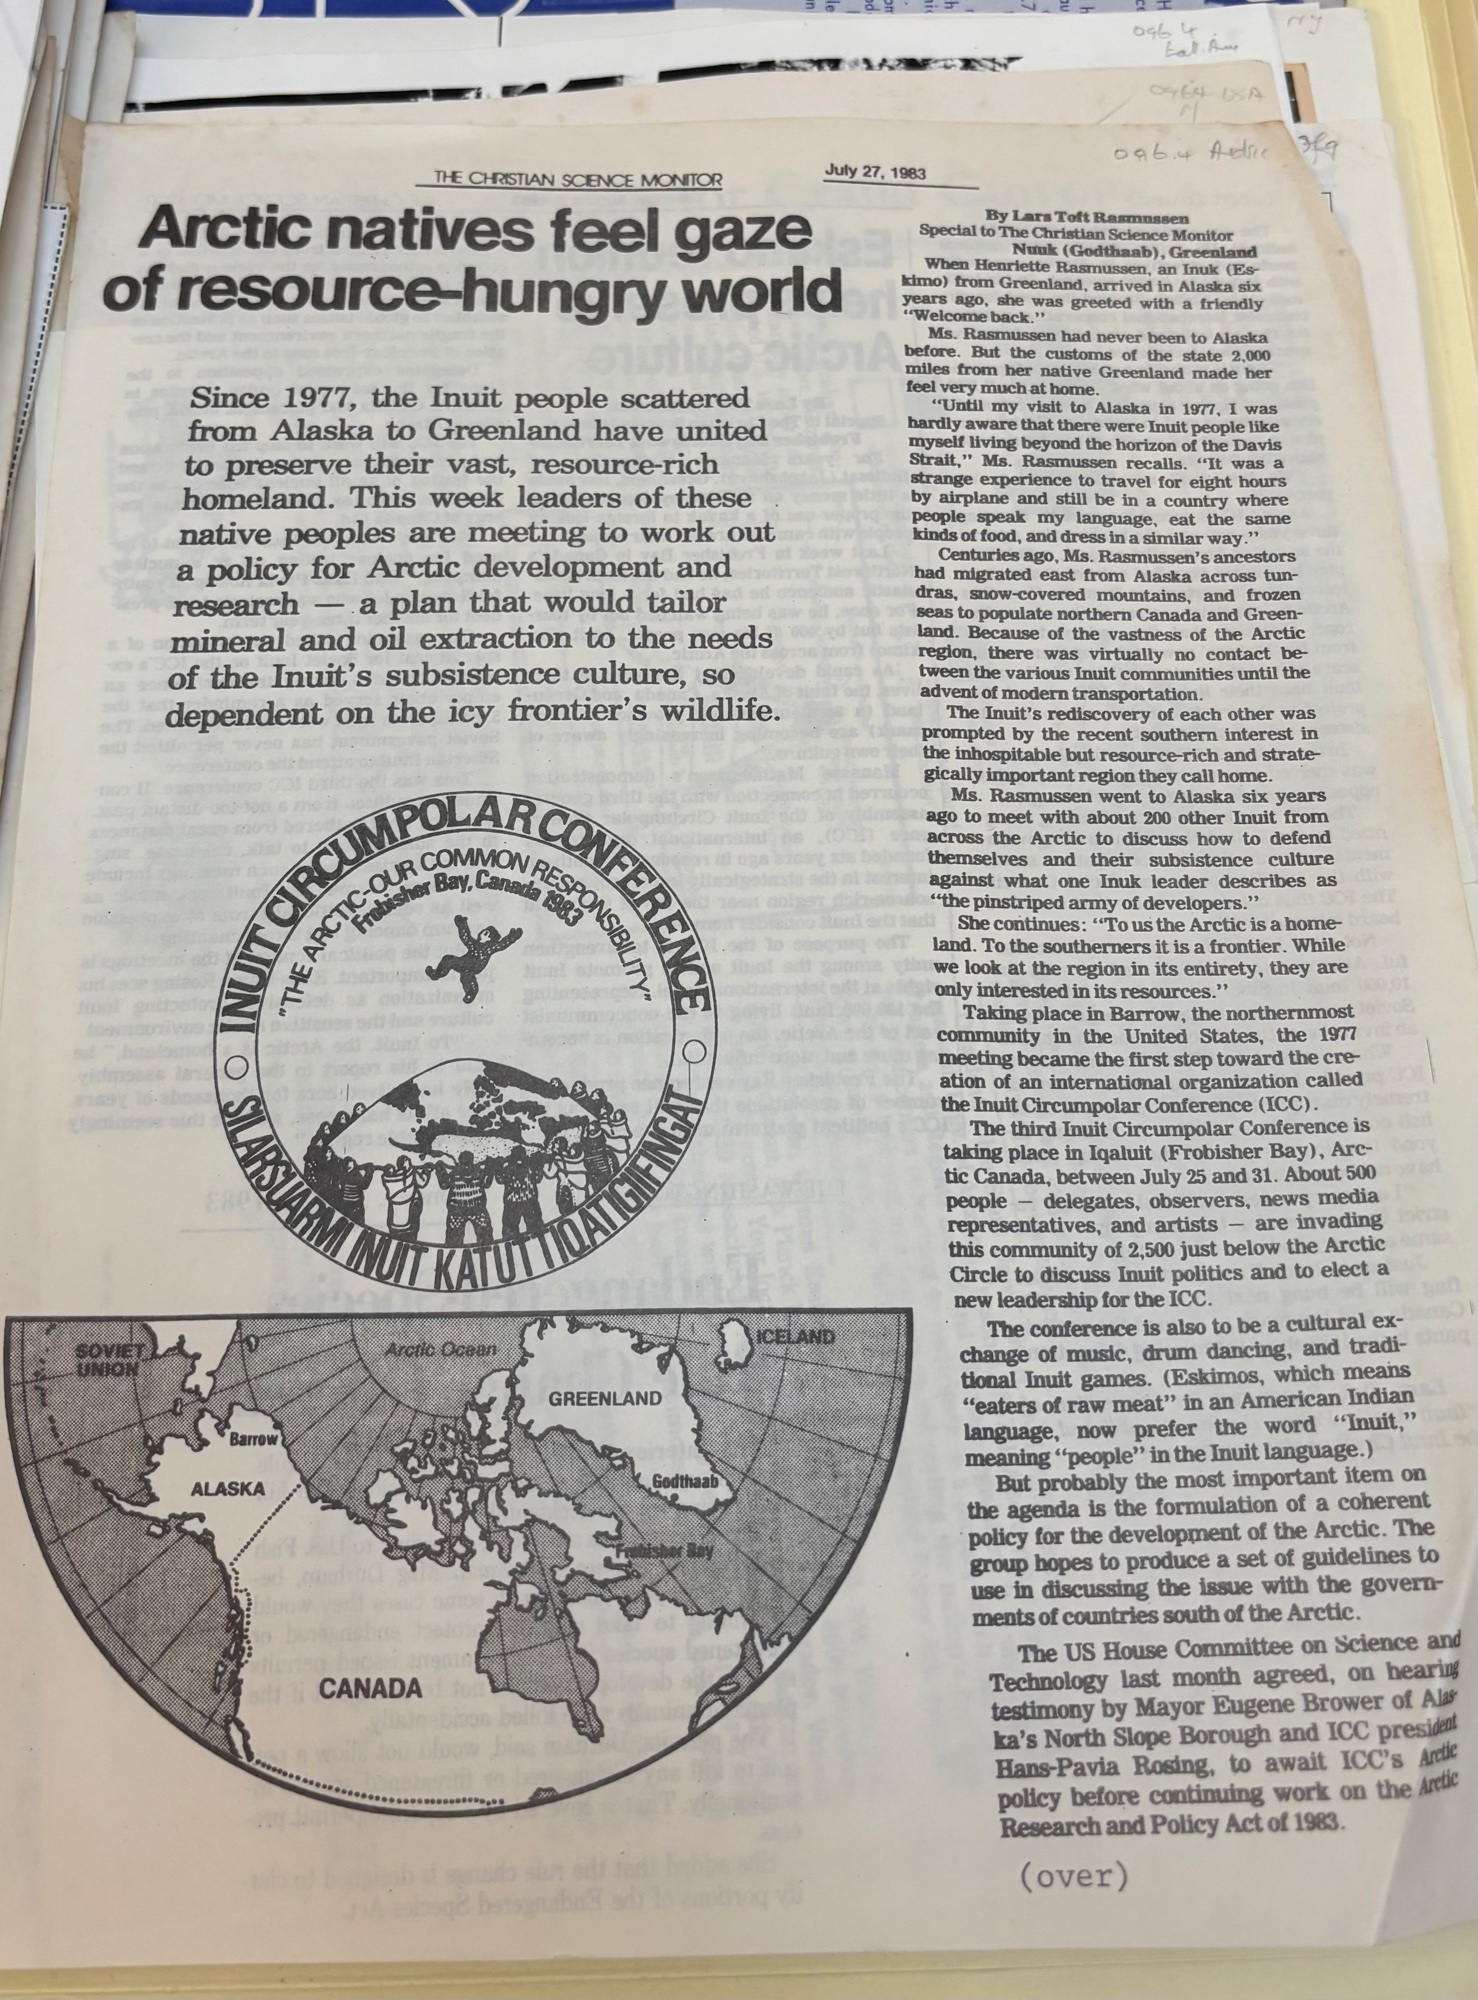 096.4
096.4 USA
096.4 Arctic
THE CHRISTIAN SCIENCE MONITOR
July 27, 1983
Arctic natives feel gaze
of resource-hungry world
Since 1977, the Inuit people scattered
from Alaska to Greenland have united
to preserve their vast, resource-rich
homeland. This week leaders of these
native peoples are meeting to work out
a policy for Arctic development and
research — a plan that would tailor
mineral and oil extraction to the needs
of the Inuit's subsistence culture, so
dependent on the icy frontier's wildlife.
INUIT CIRCUMPOLAR CONFERENCE
"THE ARCTIC-OUR COMMON RESPONSIBILITY"
Frobisher Bay, Canada 1983
SILARSUARMI INUIT KATUTTIQATIGIIFINGAT
SOVIET
UNION
Arctic Ocean
ICELAND
GREENLAND
Barrow
ALASKA
Godthaab
Frobisher Bay
CANADA
By Lars Toft Rasmussen
Special to The Christian Science Monitor
Nuuk (Godthaab), Greenland
When Henriette Rasmussen, an Inuk (Es-
kimo) from Greenland, arrived in Alaska six
years ago, she was greeted with a friendly
"Welcome back."
Ms. Rasmussen had never been to Alaska
before. But the customs of the state 2,000
miles from her native Greenland made her
feel very much at home.
"Until my visit to Alaska in 1977, I was
hardly aware that there were Inuit people like
myself living beyond the horizon of the Davis
Strait," Ms. Rasmussen recalls. "It was a
strange experience to travel for eight hours
by airplane and still be in a country where
people speak my language, eat the same
kinds of food, and dress in a similar way."
Centuries ago, Ms. Rasmussen's ancestors
had migrated east from Alaska across tun-
dras, snow-covered mountains, and frozen
seas to populate northern Canada and Green-
land. Because of the vastness of the Arctic
region, there was virtually no contact be-
tween the various Inuit communities until the
advent of modern transportation.
The Inuit's rediscovery of each other was
prompted by the recent southern interest in
the inhospitable but resource-rich and strate-
gically important region they call home.
Ms. Rasmussen went to Alaska six years
ago to meet with about 200 other Inuit from
across the Arctic to discuss how to defend
themselves and their subsistence culture
against what one Inuk leader describes as
"the pinstriped army of developers."
She continues: "To us the Arctic is a home-
land. To the southerners it is a frontier. While
we look at the region in its entirety, they are
only interested in its resources."
Taking place in Barrow, the northernmost
community in the United States, the 1977
meeting became the first step toward the cre-
ation of an international organization called
the Inuit Circumpolar Conference (ICC).
The third Inuit Circumpolar Conference is
taking place in Iqaluit (Frobisher Bay), Arc-
tic Canada, between July 25 and 31. About 500
people — delegates, observers, news media
representatives, and artists — are invading
this community of 2,500 just below the Arctic
Circle to discuss Inuit politics and to elect a
new leadership for the ICC.
The conference is also to be a cultural ex-
change of music, drum dancing, and tradi-
tional Inuit games. (Eskimos, which means
"eaters of raw meat" in an American Indian
language, now prefer the word "Inuit,"
meaning "people" in the Inuit language.)
But probably the most important item on
the agenda is the formulation of a coherent
policy for the development of the Arctic. The
group hopes to produce a set of guidelines to
use in discussing the issue with the govern-
ments of countries south of the Arctic.
The US House Committee on Science and
Technology last month agreed, on hearing
testimony by Mayor Eugene Brower of Alas-
ka's North Slope Borough and ICC president
Hans-Pavia Rosing, to await ICC's Arctic
policy before continuing work on the Arctic
Research and Policy Act of 1983.
(over)